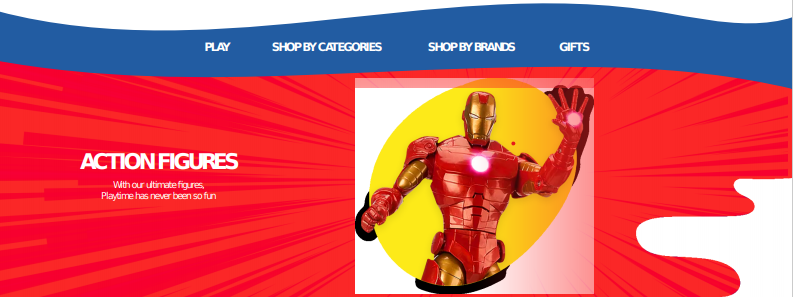 PLAY
SHOP BY CATEGORIES
SHOP BY BRANDS
GIFTS
ACTION FIGURES
With our ultimate figures,
Playtime has never been so fun